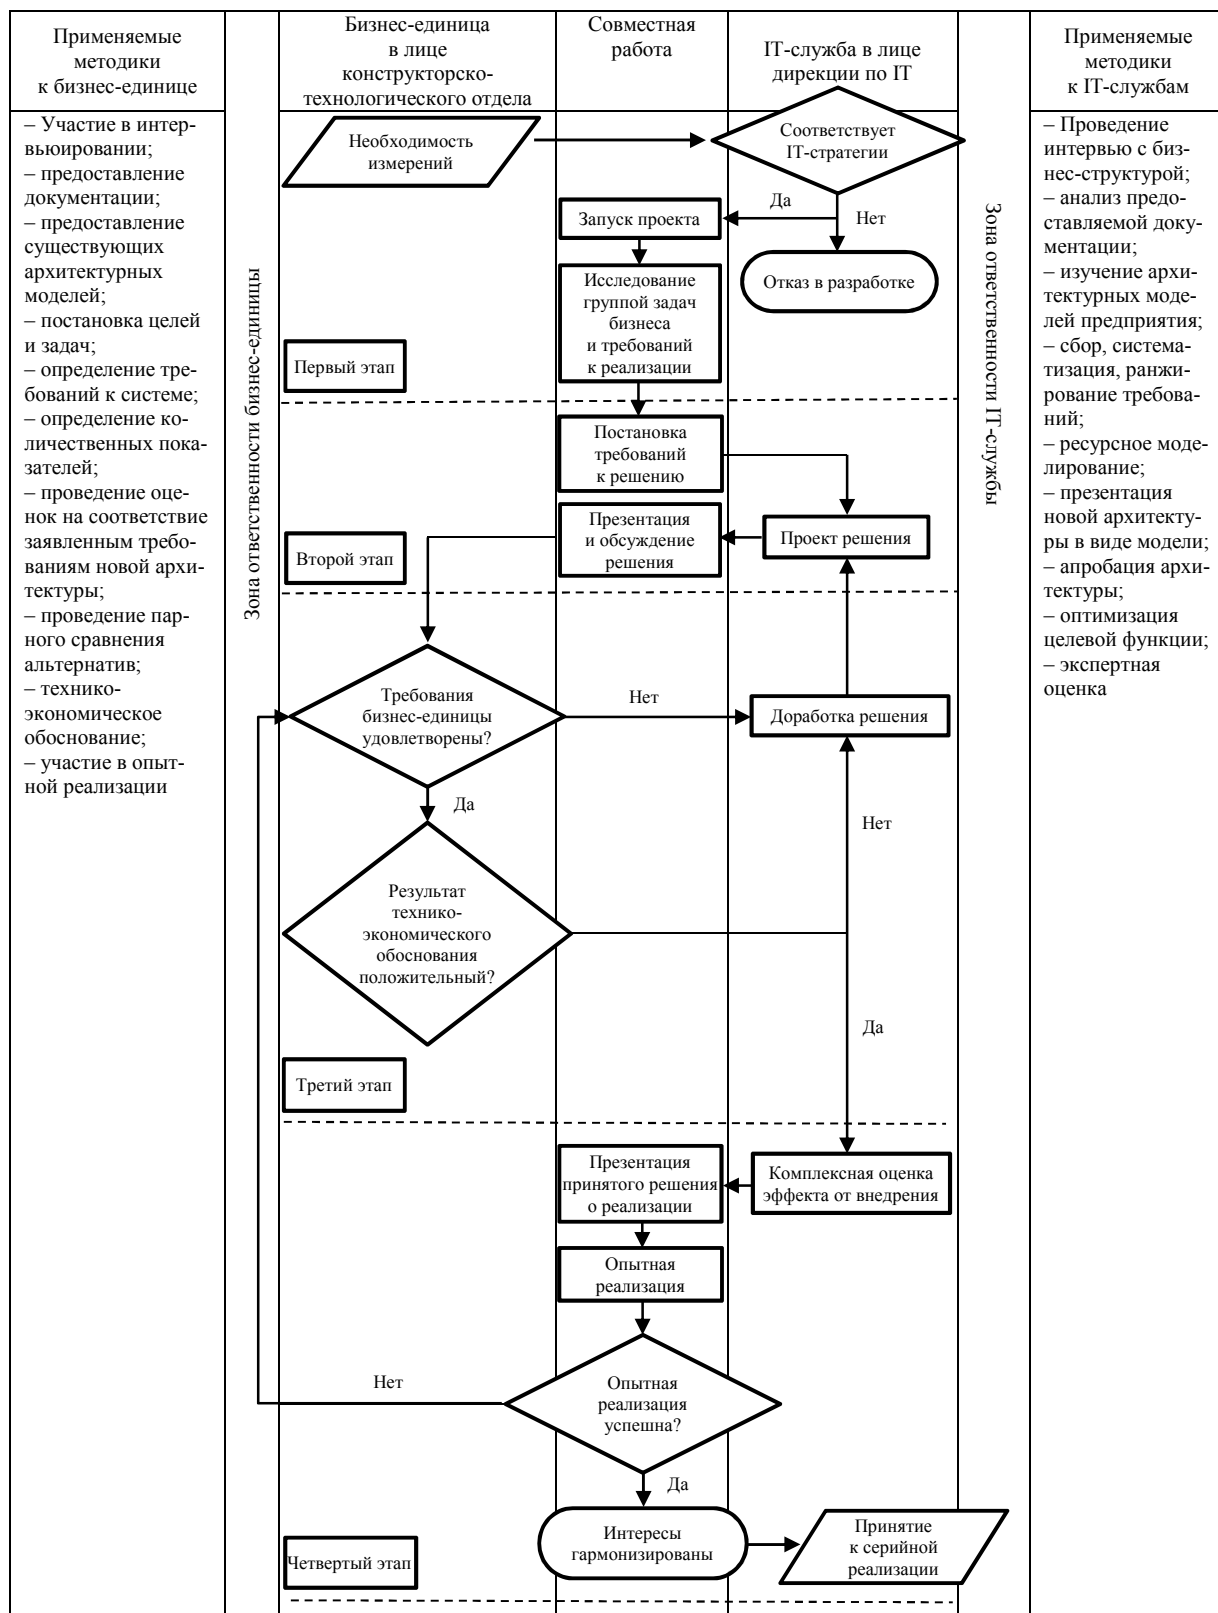 Применяемые
методики
к бизнес-единице
Бизнес-единица
в лице
конструкторско-
технологического отдела
Совместная
работа
IT-служба в лице
дирекции по IT
Применяемые
методики
к IT-службам
– Участие в интер-
вьюировании;
– предоставление
документации;
– предоставление
существующих
архитектурных
моделей;
– постановка целей
и задач;
– определение тре-
бований к системе;
– определение ко-
личественных пока-
зателей;
– проведение оце-
нок на соответствие
заявленным требо-
ваниям новой архи-
тектуры;
– проведение пар-
ного сравнения
альтернатив;
– технико-
экономическое
обоснование;
– участие в опыт-
ной реализации
Зона ответственности бизнес-единицы
Необходимость
измерений
Соответствует
IT-стратегии
Да
Нет
Запуск проекта
Отказ в разработке
Исследование
группой задач
бизнеса
и требований
к реализации
Первый этап
Постановка
требований
к решению
Презентация
и обсуждение
решения
Проект решения
Второй этап
Требования
бизнес-единицы
удовлетворены?
Нет
Доработка решения
Да
Нет
Результат
технико-
экономического
обоснования
положительный?
Да
Третий этап
Презентация
принятого решения
о реализации
Комплексная оценка
эффекта от внедрения
Опытная
реализация
Нет
Опытная
реализация
успешна?
Да
Интересы
гармонизированы
Принятие
к серийной
реализации
Четвертый этап
Зона ответственности IT-службы
– Проведение
интервью с биз-
нес-структурой;
– анализ предо-
ставляемой доку-
ментации;
– изучение архи-
тектурных моде-
лей предприятия;
– сбор, система-
тизация, ранжи-
рование требова-
ний;
– ресурсное мо-
делирование;
– презентация
новой архитекту-
ры в виде модели;
– апробация архи-
тектуры;
– оптимизация
целевой функции;
– экспертная
оценка